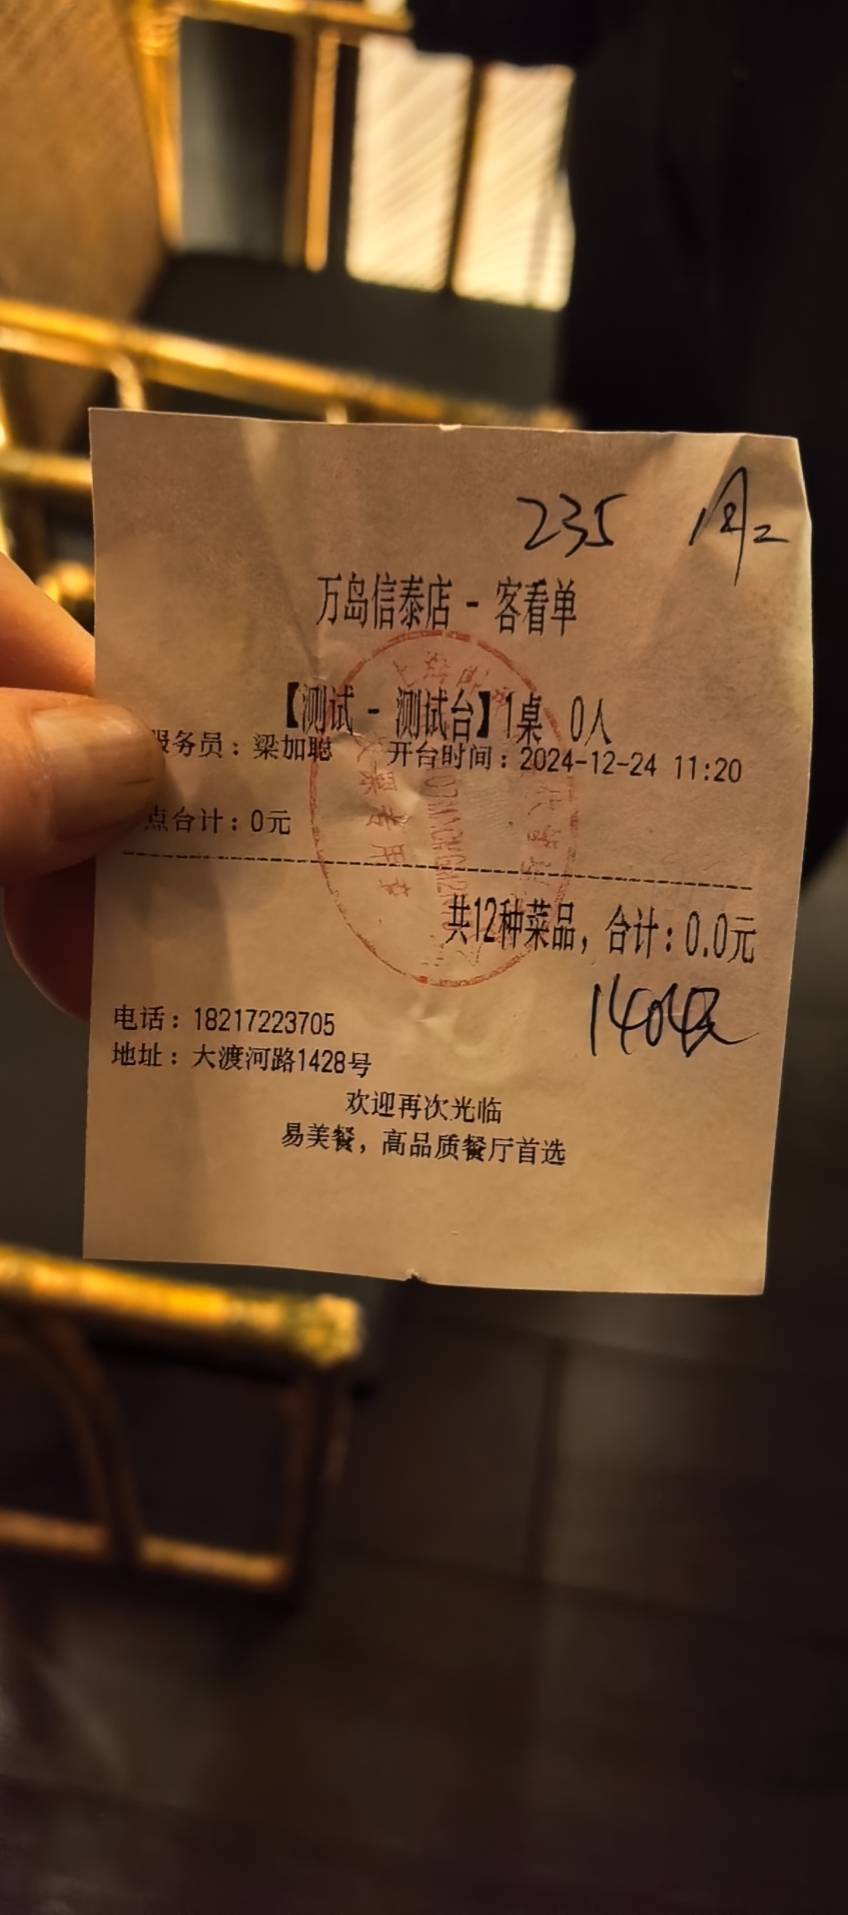 235 周二
万岛信泰店 - 客看单
【测试 - 测试台】1桌 0人
服务员：梁加聪 开台时间：2024-12-24 11:20
点台计：0元
共12种菜品，合计：0.0元
1404
电话：18217223705
地址：大渡河路1428号
欢迎再次光临
易美餐，高品质餐厅首选